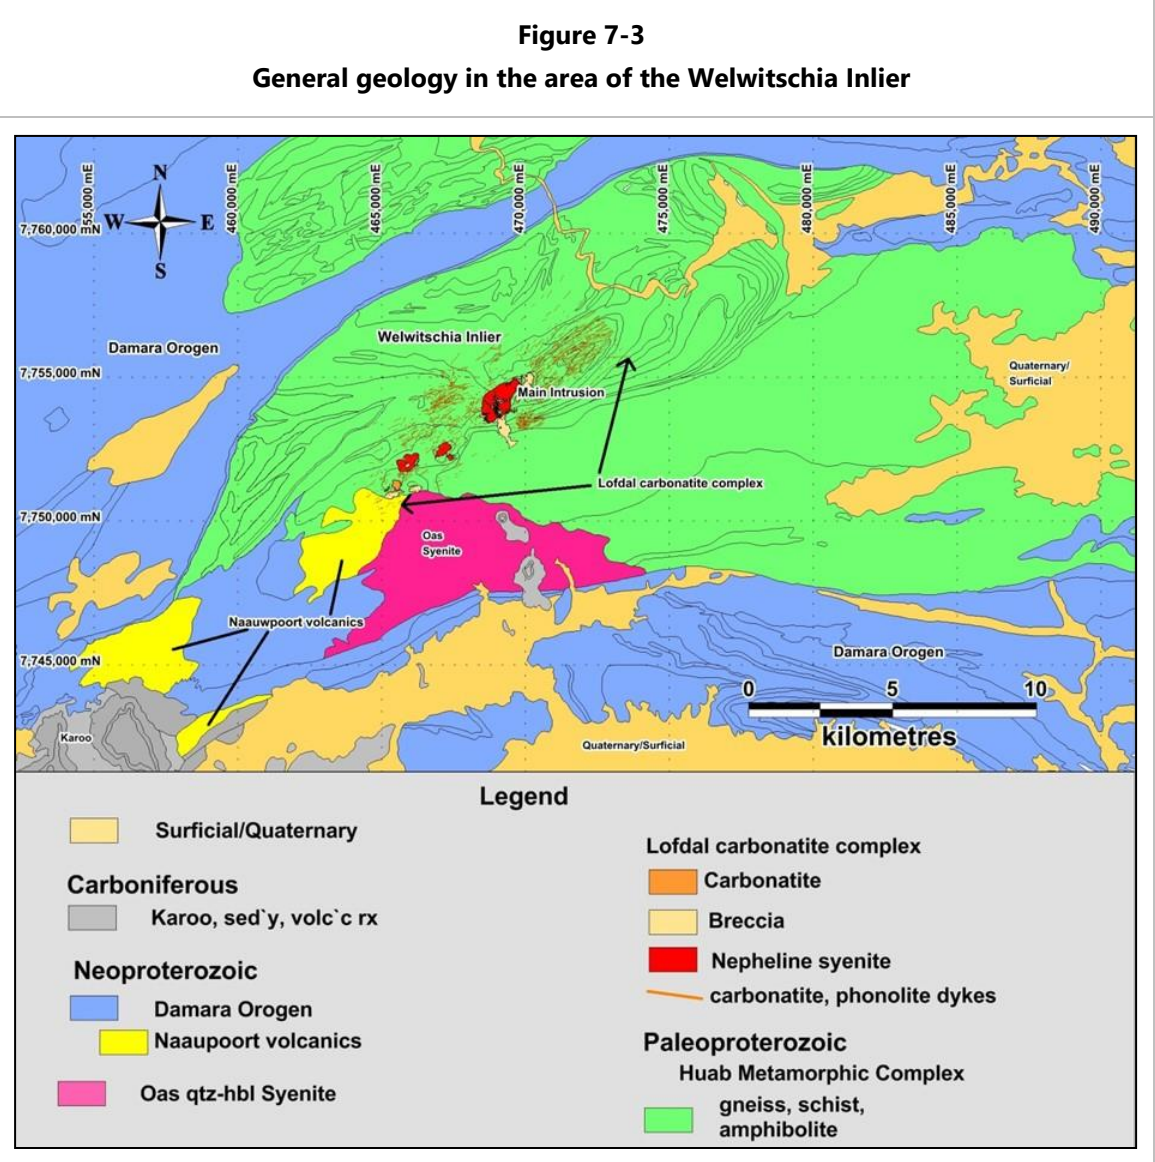 Figure 7-3
General geology in the area of the Welwitschia Inlier
455,000 mE
460,000 mE
465,000 mE
470,000 mE
475,000 mE
480,000 mE
485,000 mE
490,000 mE
N
W
E
S
7,760,000 mN
Welwitschia Inlier
Damara Orogen
7,755,000 mN
Quaternary/
Surficial
Main Intrusion
Lofdal carbonatite complex
7,750,000 mN
Oas
Syenite
Naauwpoort volcanics
7,745,000 mN
Damara Orogen
0 5 10
kilometres
Karoo
Quaternary/Surficial
Legend
Surficial/Quaternary
Carboniferous
Karoo, sed`y, volc`c rx
Neoproterozoic
Damara Orogen
Naaupoort volcanics
Oas qtz-hbl Syenite
Lofdal carbonatite complex
Carbonatite
Breccia
Nepheline syenite
carbonatite, phonolite dykes
Paleoproterozoic
Huab Metamorphic Complex
gneiss, schist,
amphibolite